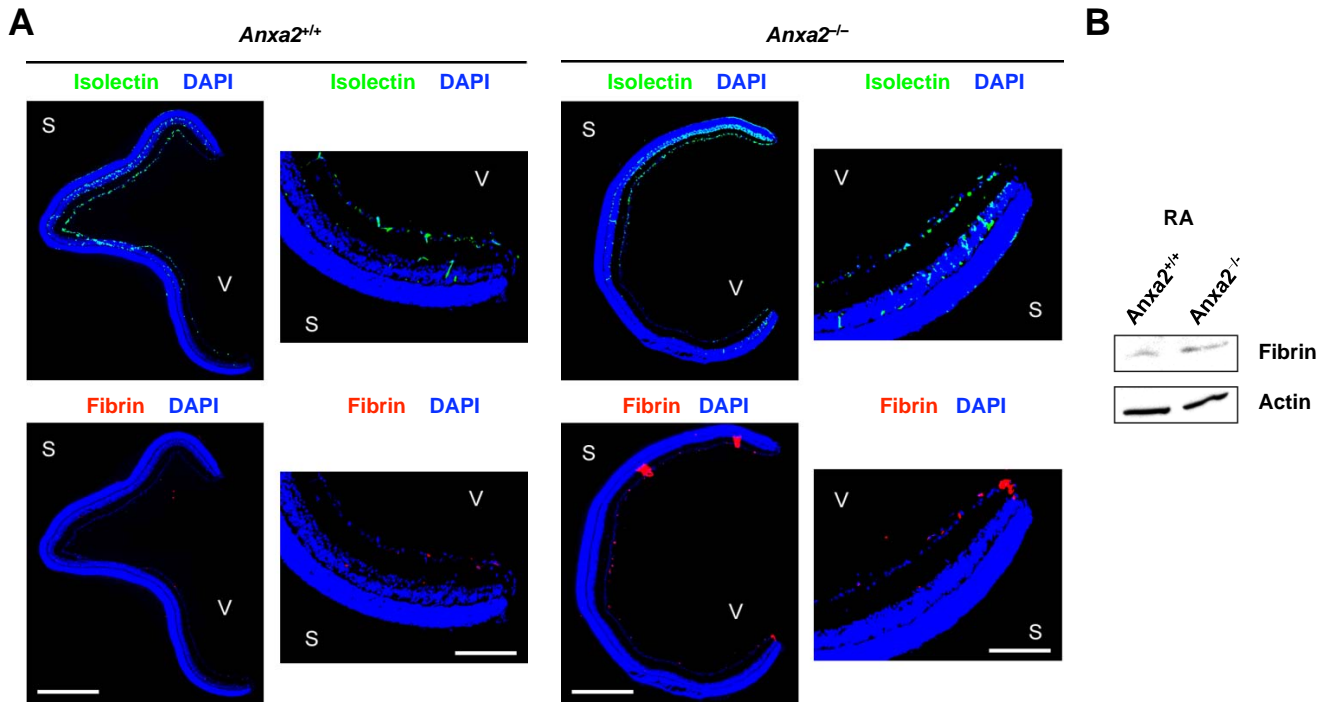 A
B
Anxa2+/+
Anxa2–/–
Isolectin DAPI
Isolectin DAPI
Isolectin DAPI
Isolectin DAPI
S
V
V
S
S
V
V
S
Fibrin DAPI
Fibrin DAPI
Fibrin DAPI
Fibrin DAPI
S
V
V
S
S
V
V
S
RA
Anxa2+/+
Anxa2-/-
Fibrin
Actin